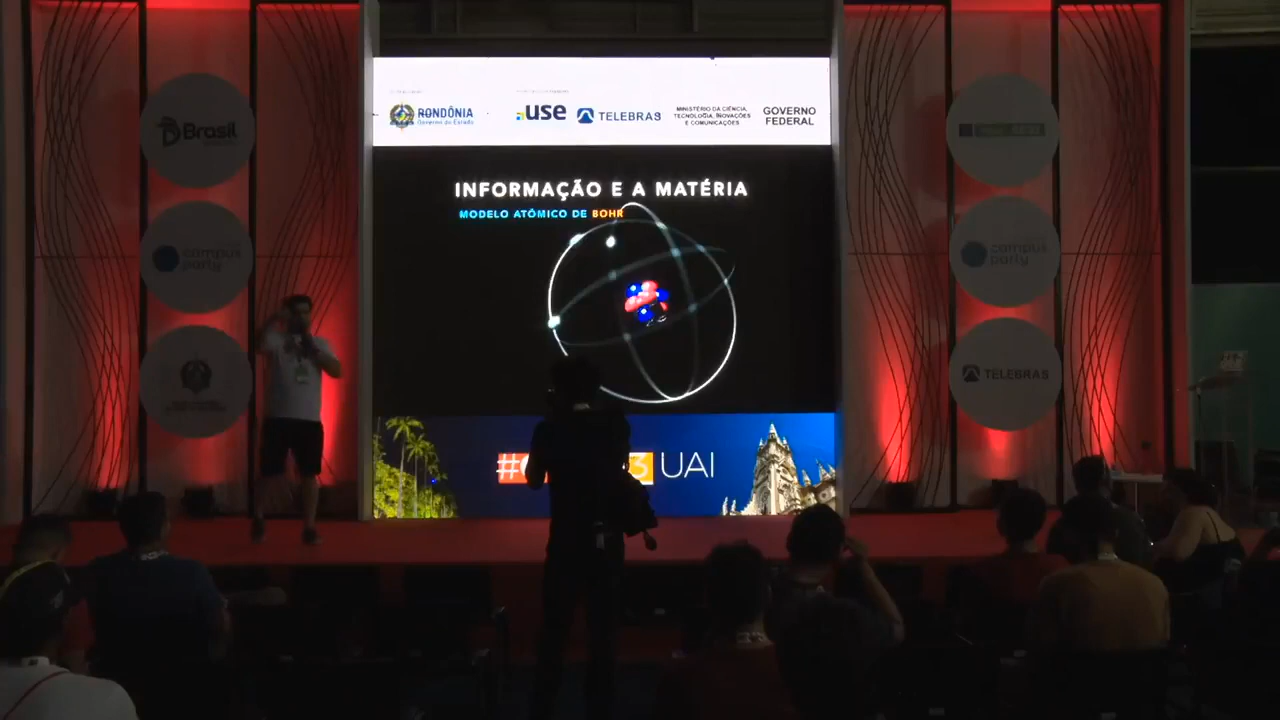 RONDÔNIA
Governo do Estado
use
TELEBRAS
MINISTÉRIO DA CIÊNCIA,
TECNOLOGIA, INOVAÇÕES
E COMUNICAÇÕES
GOVERNO
FEDERAL
INFORMAÇÃO E A MATÉRIA
MODELO ATÔMICO DE BOHR
Brasil
campus
party
campus
party
TELEBRAS
UAI